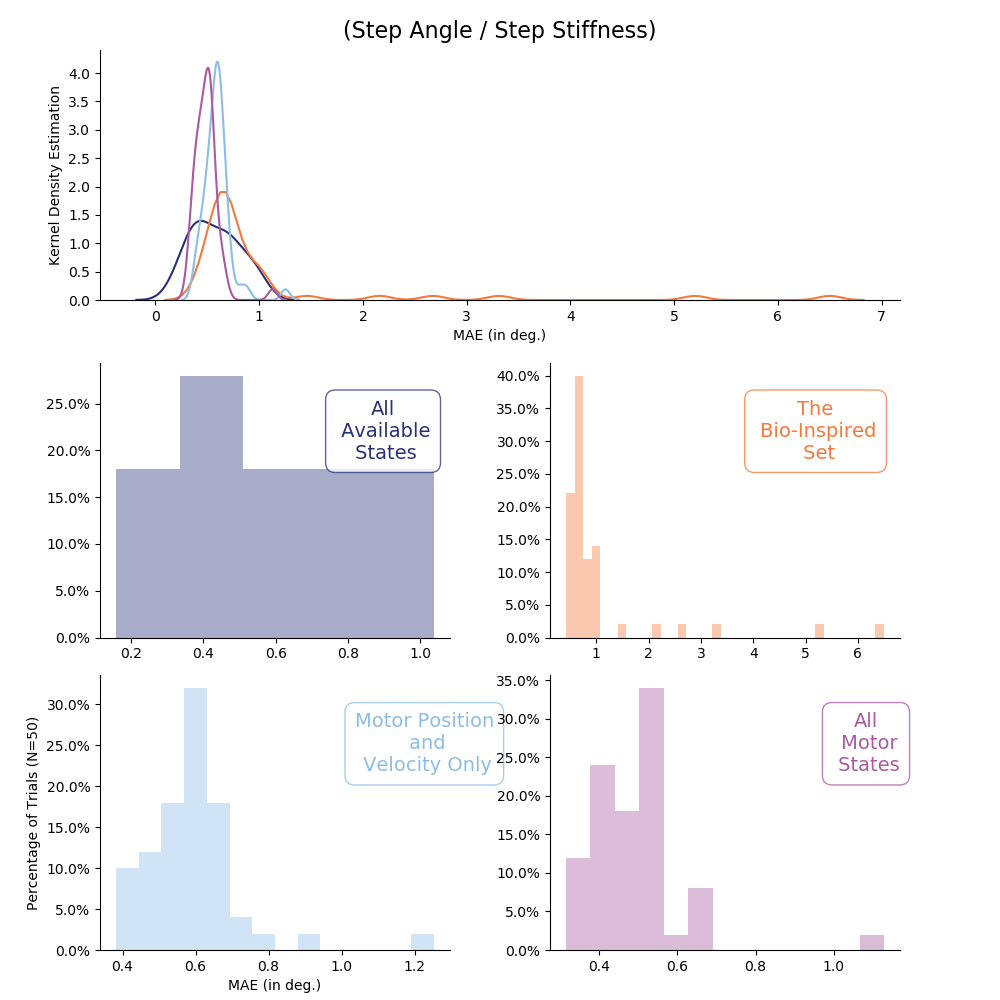 (Step Angle / Step Stiffness)
Kernel Density Estimation
4.0
3.5
3.0
2.5
2.0
1.5
1.0
0.5
0.0
0 1 2 3 4 5 6 7
MAE (in deg.)
25.0%
20.0%
15.0%
10.0%
5.0%
0.0%
0.2 0.4 0.6 0.8 1.0
All
Available
States
40.0%
35.0%
30.0%
25.0%
20.0%
15.0%
10.0%
5.0%
0.0%
1 2 3 4 5 6
The
Bio-Inspired
Set
Percentage of Trials (N=50)
30.0%
25.0%
20.0%
15.0%
10.0%
5.0%
0.0%
0.4 0.6 0.8 1.0 1.2
MAE (in deg.)
Motor Position
and
Velocity Only
35.0%
30.0%
25.0%
20.0%
15.0%
10.0%
5.0%
0.0%
0.4 0.6 0.8 1.0
All
Motor
States